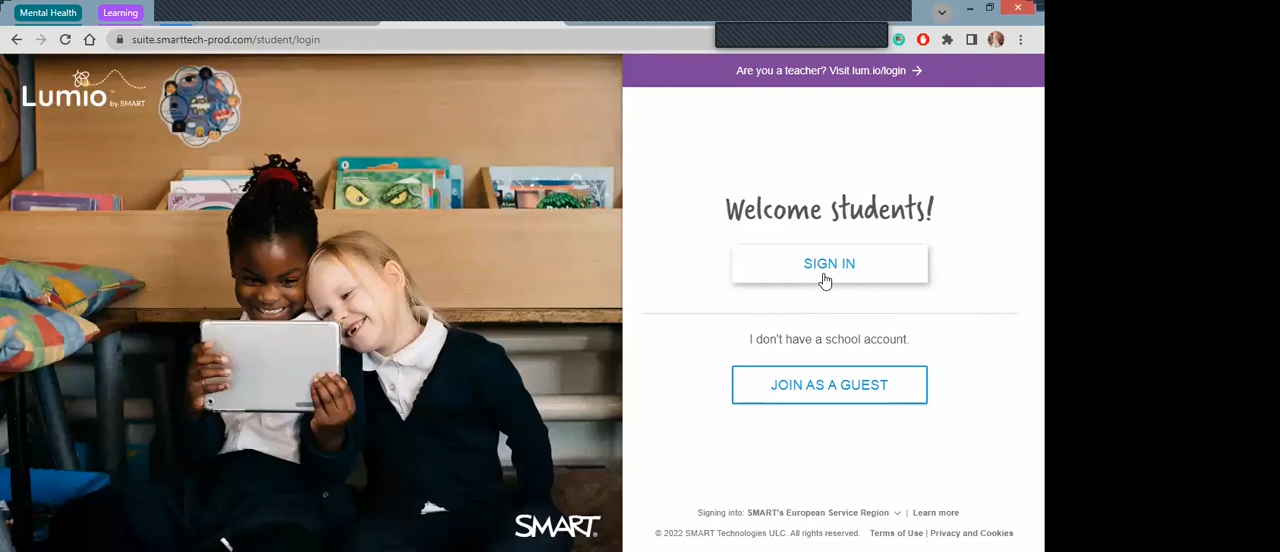 Mental Health
Learning
suite.smarttech-prod.com/student/login
Are you a teacher? Visit lum.io/login →
Lumio
by SMART
Welcome students!
SIGN IN
I don't have a school account.
JOIN AS A GUEST
SMART
Signing into: SMART's European Service Region | Learn more
© 2022 SMART Technologies ULC. All rights reserved. Terms of Use | Privacy and Cookies